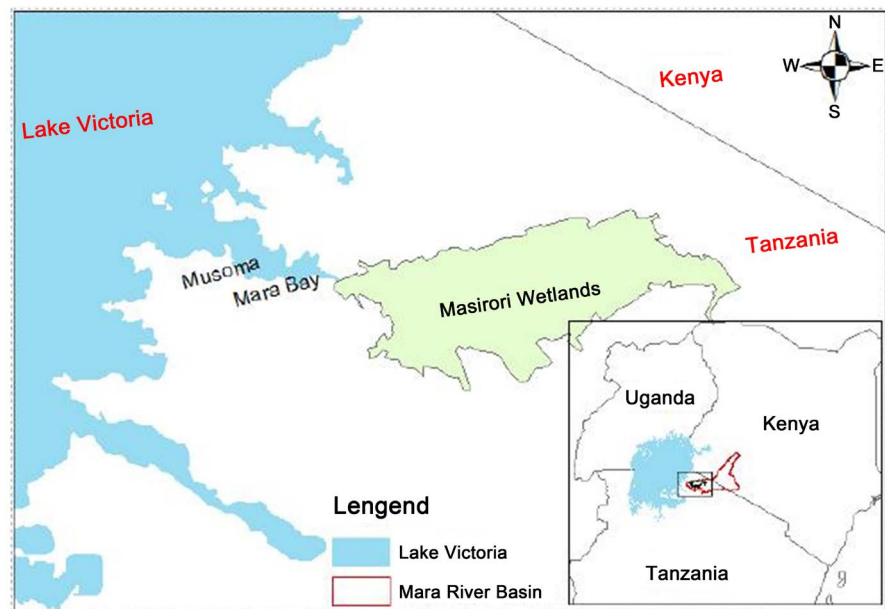 N
W
E
S
Kenya
Lake Victoria
Tanzania
Musoma
Mara Bay
Masirori Wetlands
Uganda
Kenya
Tanzania
Lengend
Lake Victoria
Mara River Basin